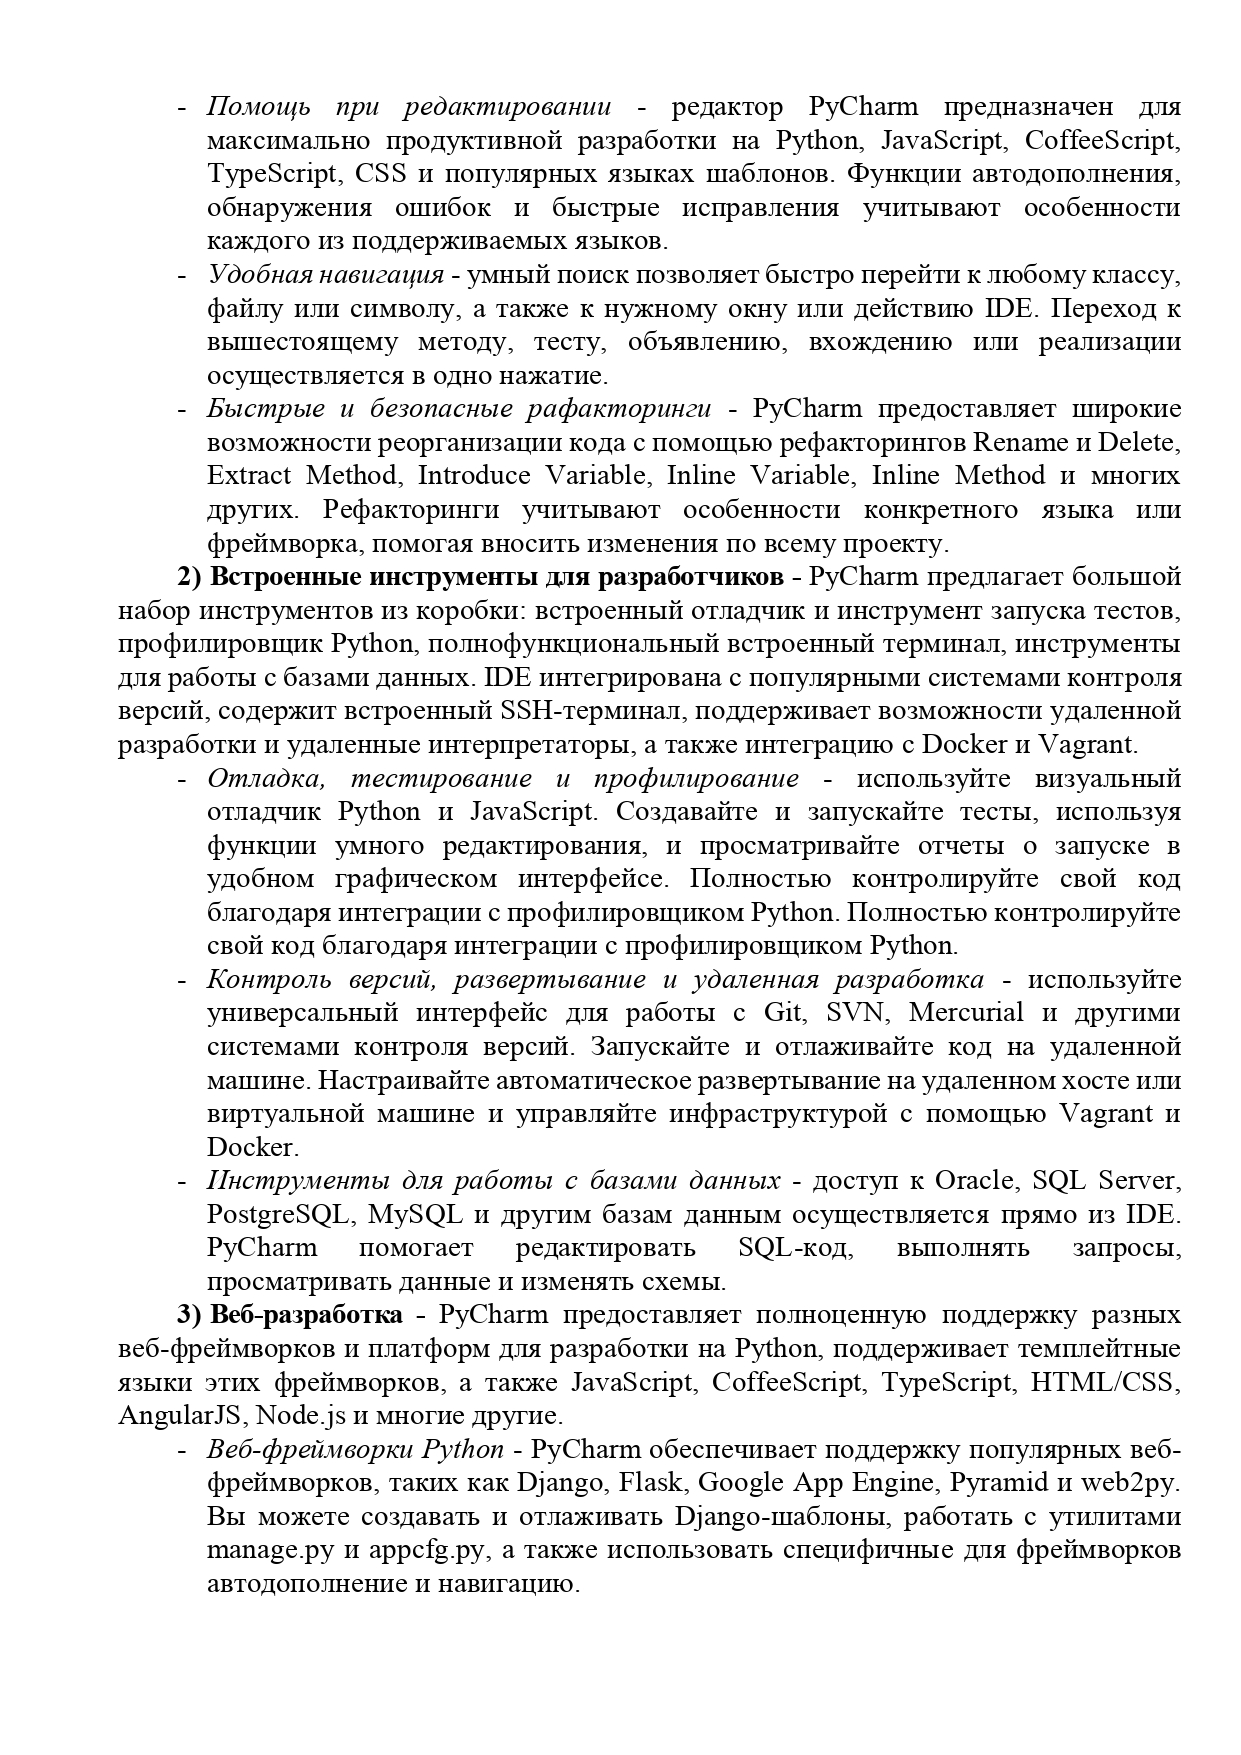 - Помощь при редактировании - редактор PyCharm предназначен для
максимально продуктивной разработки на Python, JavaScript, CoffeeScript,
TypeScript, CSS и популярных языках шаблонов. Функции автодополнения,
обнаружения ошибок и быстрые исправления учитывают особенности
каждого из поддерживаемых языков.
- Удобная навигация - умный поиск позволяет быстро перейти к любому классу,
файлу или символу, а также к нужному окну или действию IDE. Переход к
вышестоящему методу, тесту, объявлению, вхождению или реализации
осуществляется в одно нажатие.
- Быстрые и безопасные рафакторинги - PyCharm предоставляет широкие
возможности реорганизации кода с помощью рефакторингов Rename и Delete,
Extract Method, Introduce Variable, Inline Variable, Inline Method и многих
других. Рефакторинги учитывают особенности конкретного языка или
фреймворка, помогая вносить изменения по всему проекту.
2) Встроенные инструменты для разработчиков - PyCharm предлагает большой
набор инструментов из коробки: встроенный отладчик и инструмент запуска тестов,
профилировщик Python, полнофункциональный встроенный терминал, инструменты
для работы с базами данных. IDE интегрирована с популярными системами контроля
версий, содержит встроенный SSH-терминал, поддерживает возможности удаленной
разработки и удаленные интерпретаторы, а также интеграцию с Docker и Vagrant.
- Отладка, тестирование и профилирование - используйте визуальный
отладчик Python и JavaScript. Создавайте и запускайте тесты, используя
функции умного редактирования, и просматривайте отчеты о запуске в
удобном графическом интерфейсе. Полностью контролируйте свой код
благодаря интеграции с профилировщиком Python. Полностью контролируйте
свой код благодаря интеграции с профилировщиком Python.
- Контроль версий, развертывание и удаленная разработка - используйте
универсальный интерфейс для работы с Git, SVN, Mercurial и другими
системами контроля версий. Запускайте и отлаживайте код на удаленной
машине. Настраивайте автоматическое развертывание на удаленном хосте или
виртуальной машине и управляйте инфраструктурой с помощью Vagrant и
Docker.
- Инструменты для работы с базами данных - доступ к Oracle, SQL Server,
PostgreSQL, MySQL и другим базам данным осуществляется прямо из IDE.
PyCharm помогает редактировать SQL-код, выполнять запросы,
просматривать данные и изменять схемы.
3) Веб-разработка - PyCharm предоставляет полноценную поддержку разных
веб-фреймворков и платформ для разработки на Python, поддерживает темплейтные
языки этих фреймворков, а также JavaScript, CoffeeScript, TypeScript, HTML/CSS,
AngularJS, Node.js и многие другие.
- Веб-фреймворки Python - PyCharm обеспечивает поддержку популярных веб-
фреймворков, таких как Django, Flask, Google App Engine, Pyramid и web2py.
Вы можете создавать и отлаживать Django-шаблоны, работать с утилитами
manage.py и appcfg.py, а также использовать специфичные для фреймворков
автодополнение и навигацию.